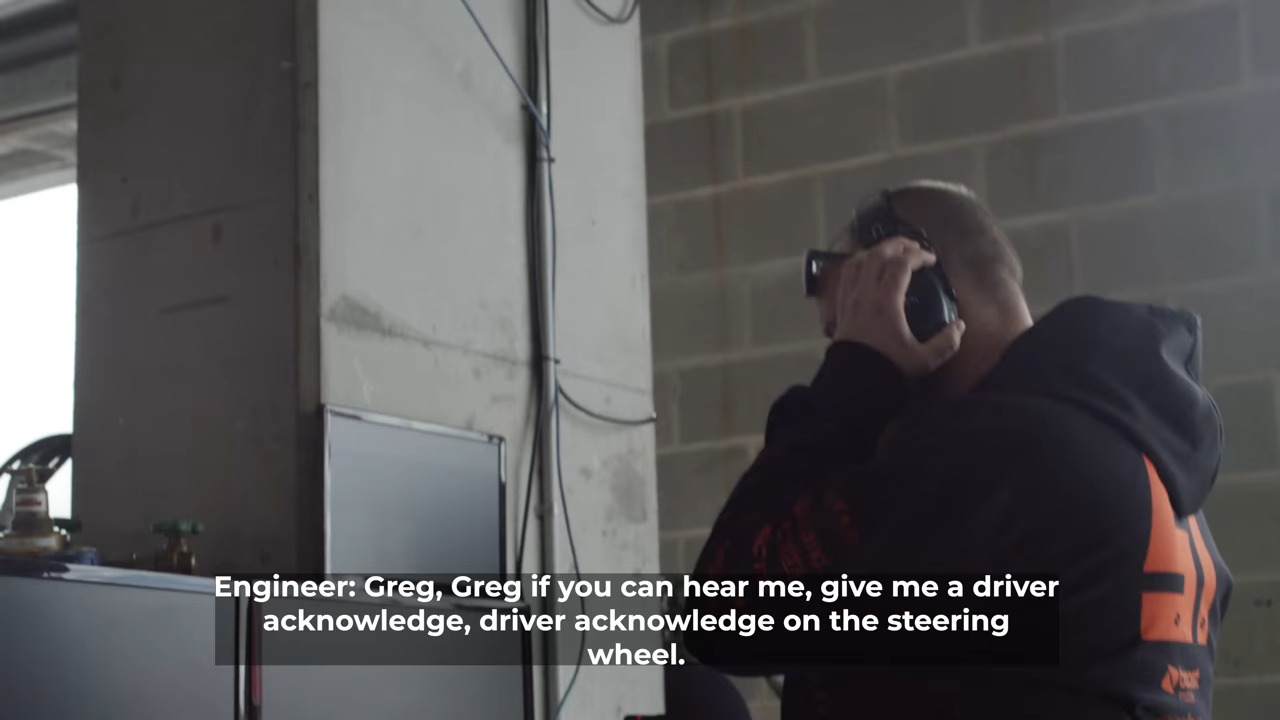 Engineer: Greg, Greg if you can hear me, give me a driver
acknowledge, driver acknowledge on the steering
wheel.